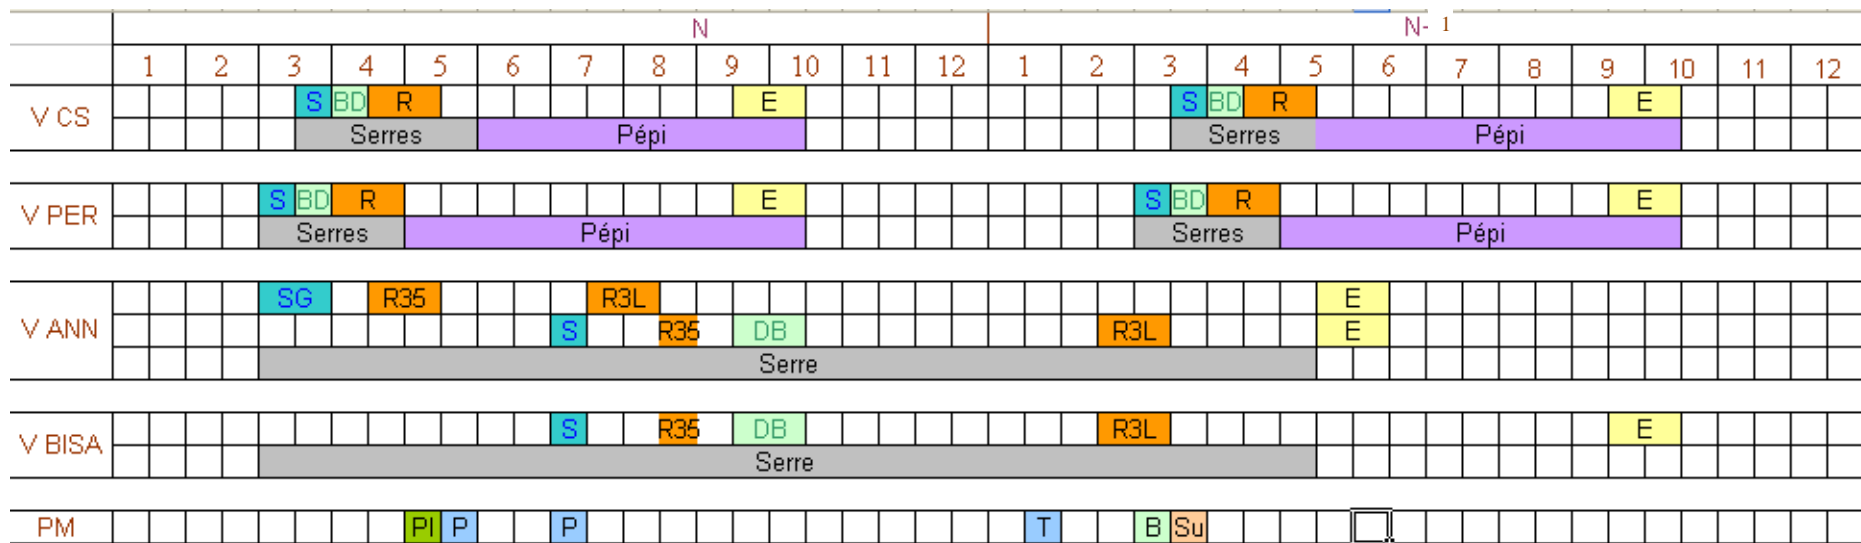 N N- 1
1 2 3 4 5 6 7 8 9 10 11 12 1 2 3 4 5 6 7 8 9 10 11 12
V CS S BD R E S BD R E
Serres Pépi Serres Pépi
V PER S BD R E S BD R E
Serres Pépi Serres Pépi
V ANN SG R35 R3L E
S R35 DB R3L E
Serre
V BISA S R35 DB R3L E
Serre
PM Pl P P T B Su